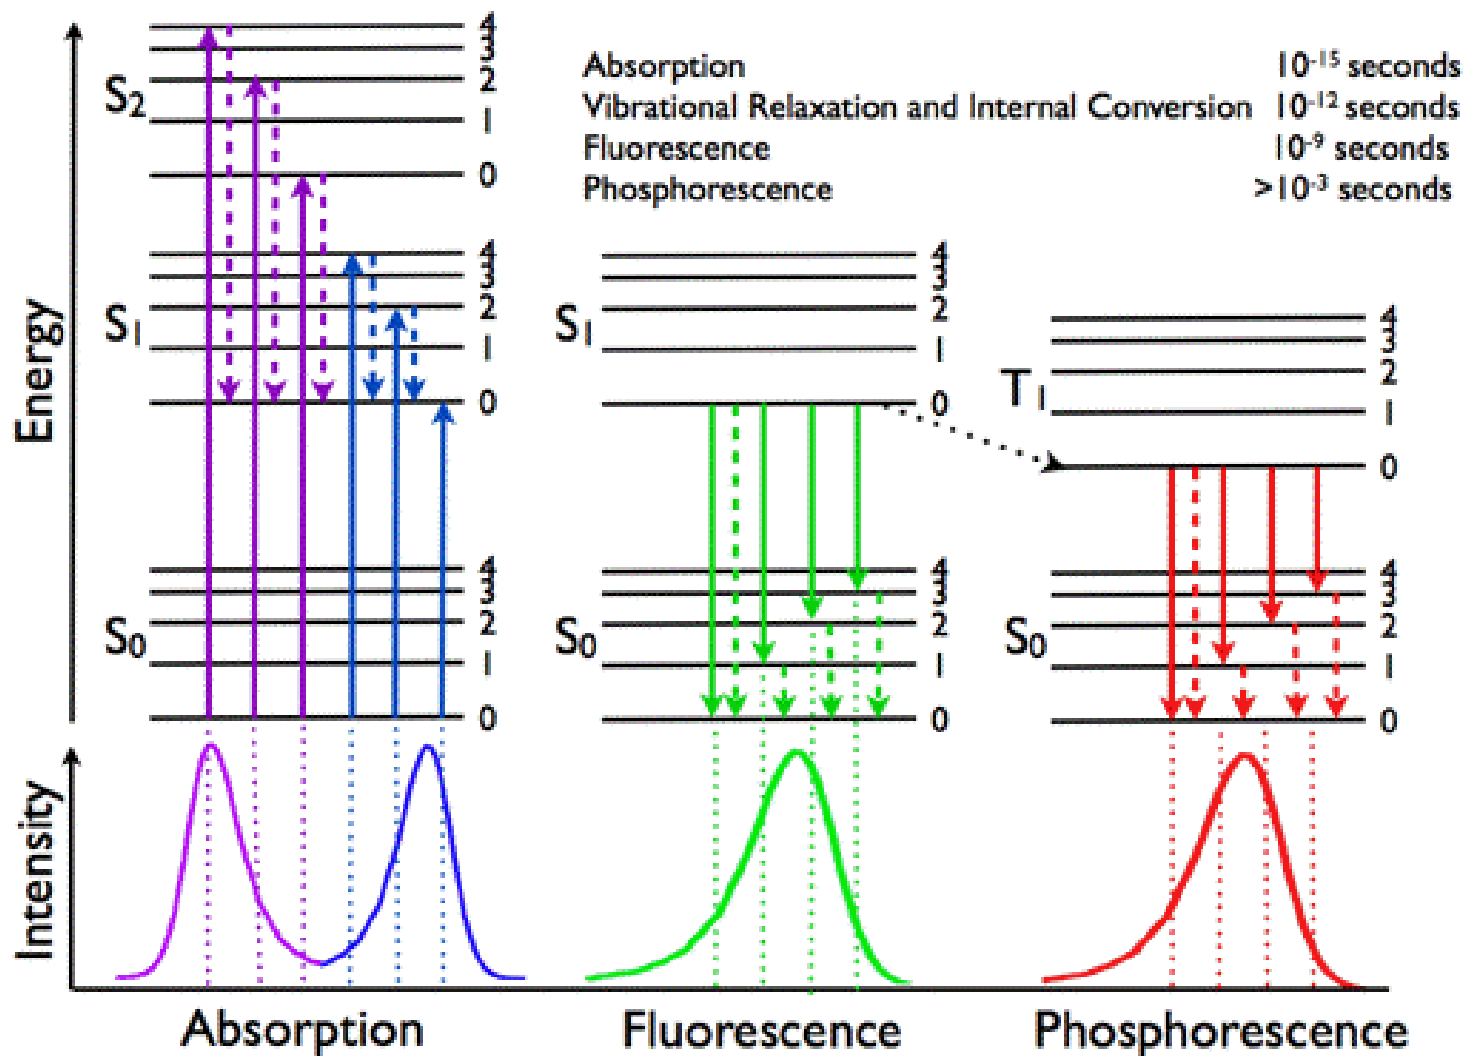 Absorption 10⁻¹⁵ seconds
Vibrational Relaxation and Internal Conversion 10⁻¹² seconds
Fluorescence 10⁻⁹ seconds
Phosphorescence >10⁻³ seconds
Energy
S₂
4
3
2
1
0
S₁
4
3
2
1
0
S₀
4
3
2
1
0
S₁
4
3
2
1
0
S₀
4
3
2
1
0
T₁
4
3
2
1
0
S₀
4
3
2
1
0
Intensity
Absorption
Fluorescence
Phosphorescence